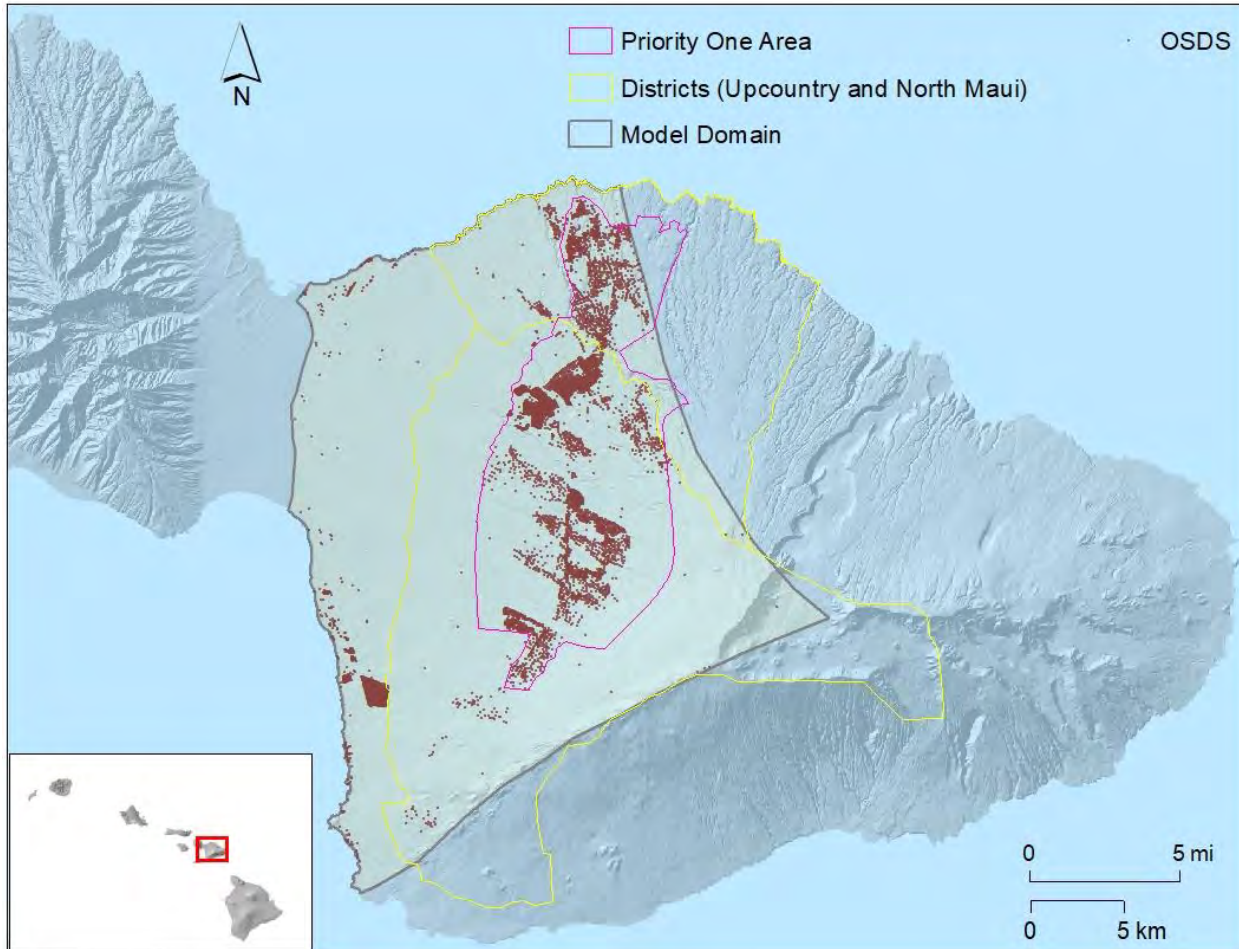 Priority One Area
OSDS
Districts (Upcountry and North Maui)
Model Domain
N
0 5 mi
0 5 km